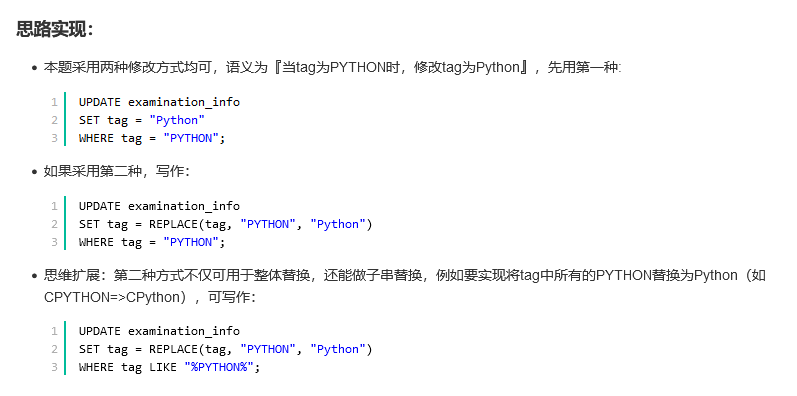 思路实现：
本题采用两种修改方式均可，语义为『当tag为PYTHON时，修改tag为Python』，先用第一种:
1 UPDATE examination_info
2 SET tag = "Python"
3 WHERE tag = "PYTHON";
如果采用第二种，写作：
1 UPDATE examination_info
2 SET tag = REPLACE(tag, "PYTHON", "Python")
3 WHERE tag = "PYTHON";
思维扩展：第二种方式不仅可用于整体替换，还能做子串替换，例如要实现将tag中所有的PYTHON替换为Python（如
CPYTHON=>CPython），可写作：
1 UPDATE examination_info
2 SET tag = REPLACE(tag, "PYTHON", "Python")
3 WHERE tag LIKE "%PYTHON%";